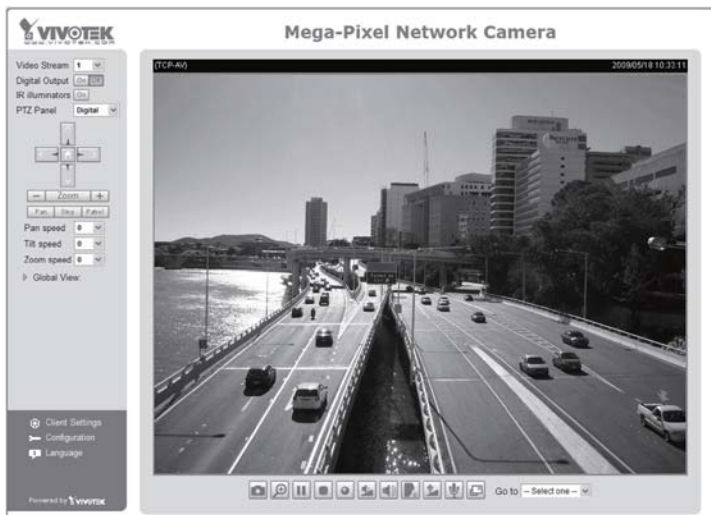 VIVOTEK
www.vivotek.com
Mega-Pixel Network Camera
Video Stream 1
Digital Output On Off
IR illuminators On
PTZ Panel Digital
Zoom
Pan Stop Patrol
Pan speed 0
Tilt speed 0
Zoom speed 0
Global View:
Client Settings
Configuration
Language
Powered by VIVOTEK
(TCP-AV) 2009/05/18 10:33:11
Go to -- Select one --